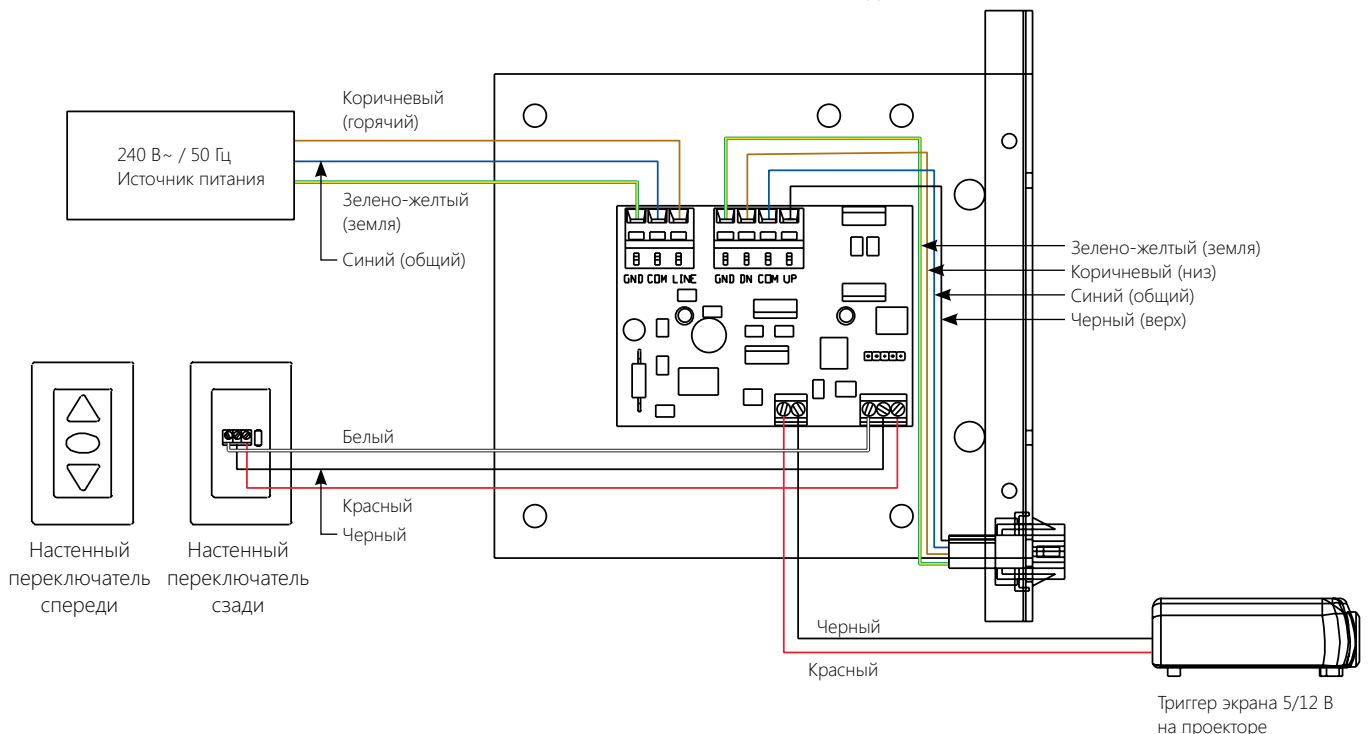 Коричневый
(горячий)
240 В~ / 50 Гц
Источник питания
Зелено-желтый
(земля)
Синий (общий)
GND COM LINE
GND DN COM UP
Зелено-желтый (земля)
Коричневый (низ)
Синий (общий)
Черный (верх)
Белый
Красный
Черный
Настенный
переключатель
спереди
Настенный
переключатель
сзади
Черный
Красный
Триггер экрана 5/12 В
на проекторе